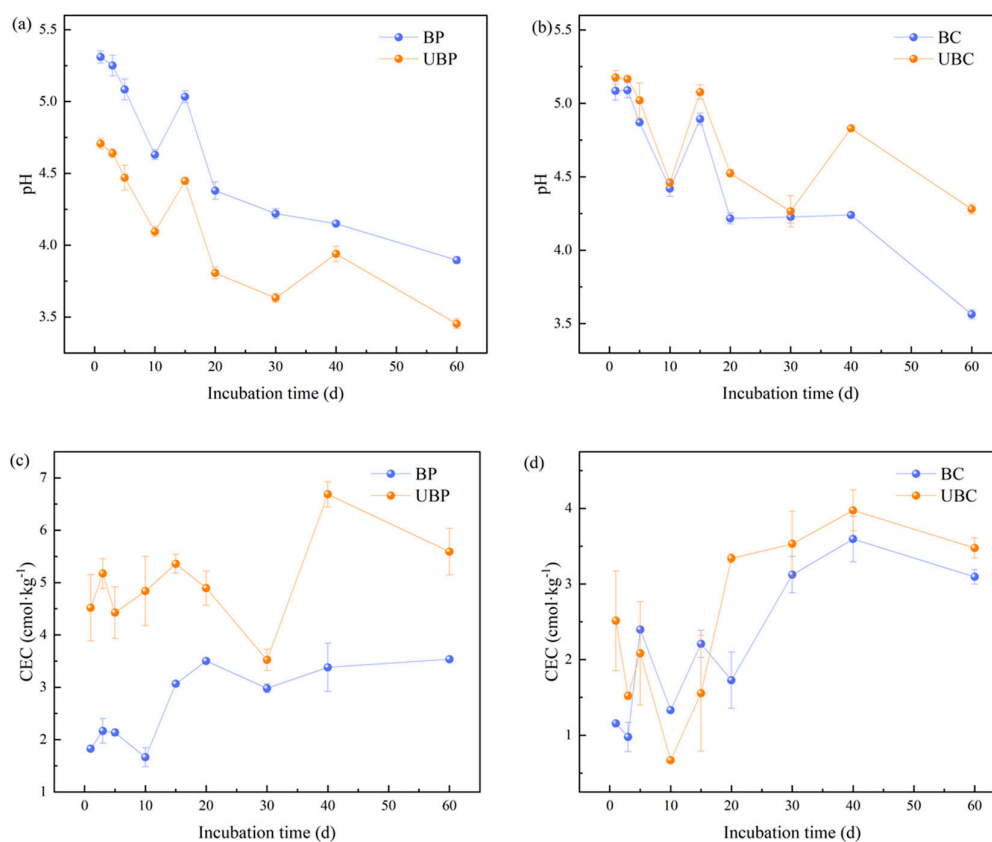 (a)
BP
UBP
5.5
5.0
4.5
4.0
3.5
pH
0 10 20 30 40 50 60
Incubation time (d)
(b)
BC
UBC
5.5
5.0
4.5
4.0
3.5
pH
0 10 20 30 40 50 60
Incubation time (d)
(c)
BP
UBP
7
6
5
4
3
2
1
CEC (cmol·kg⁻¹)
0 10 20 30 40 50 60
Incubation time (d)
(d)
BC
UBC
4
3
2
1
CEC (cmol·kg⁻¹)
0 10 20 30 40 50 60
Incubation time (d)